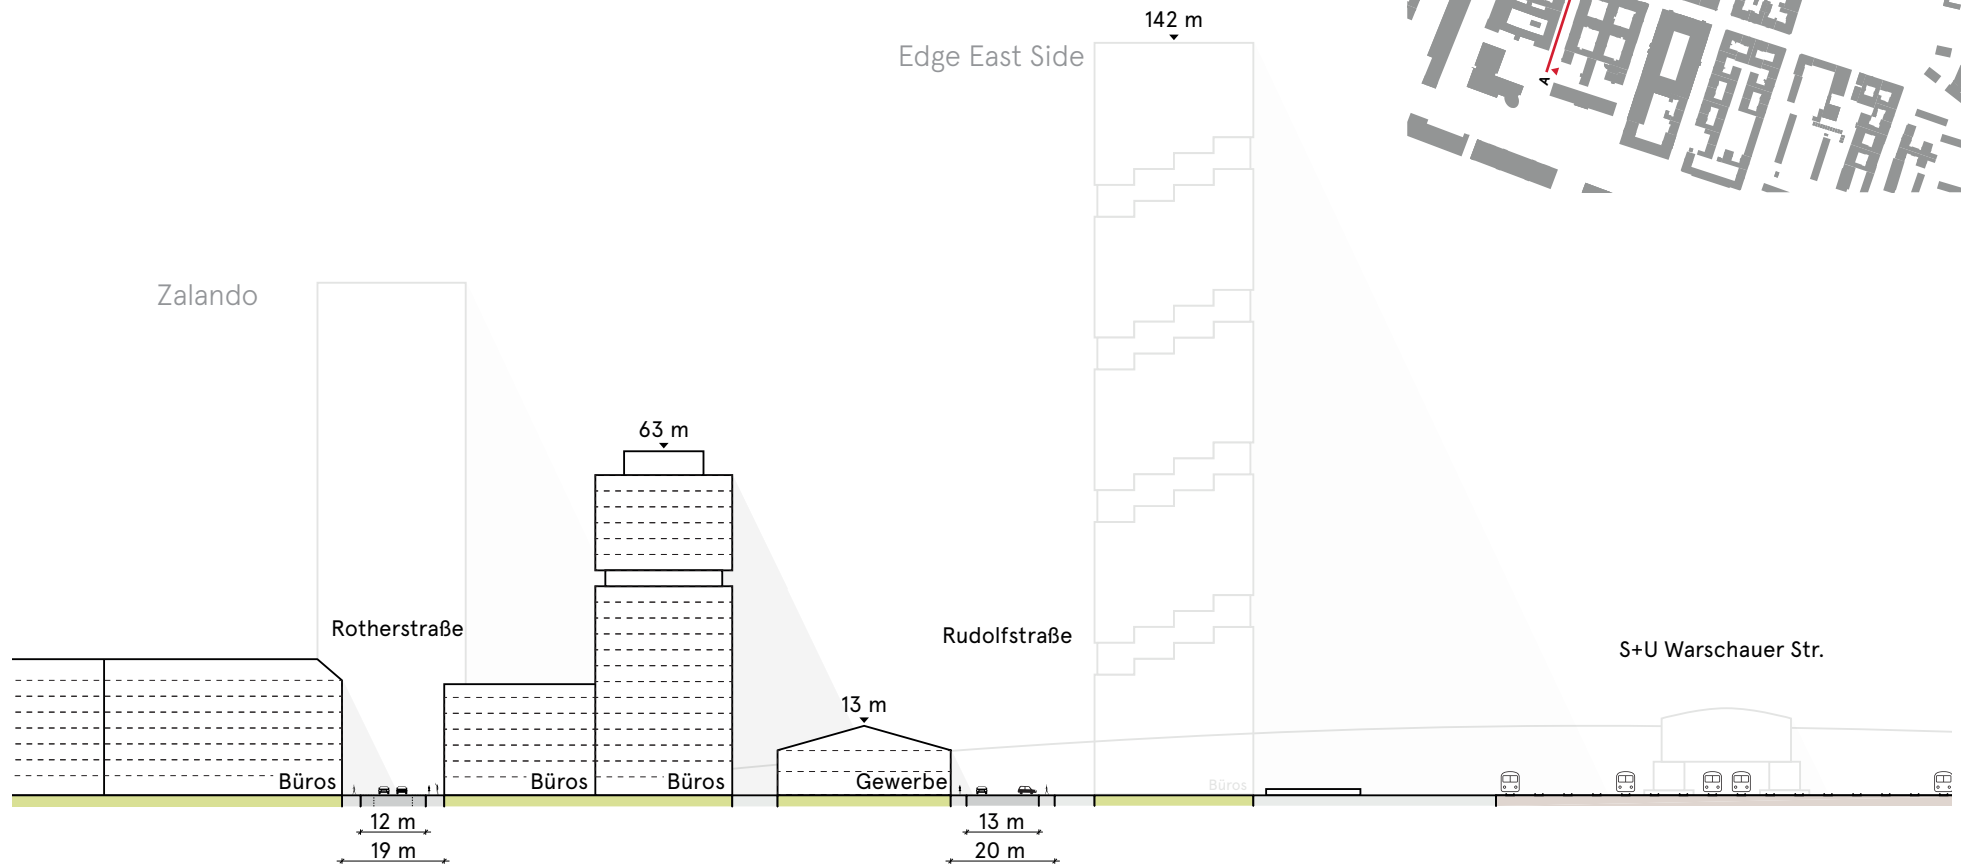 142 m
Edge East Side
A
Zalando
63 m
Rotherstraße
Rudolfstraße
S+U Warschauer Str.
13 m
Büros
Büros
Büros
Gewerbe
Büros
12 m
13 m
19 m
20 m